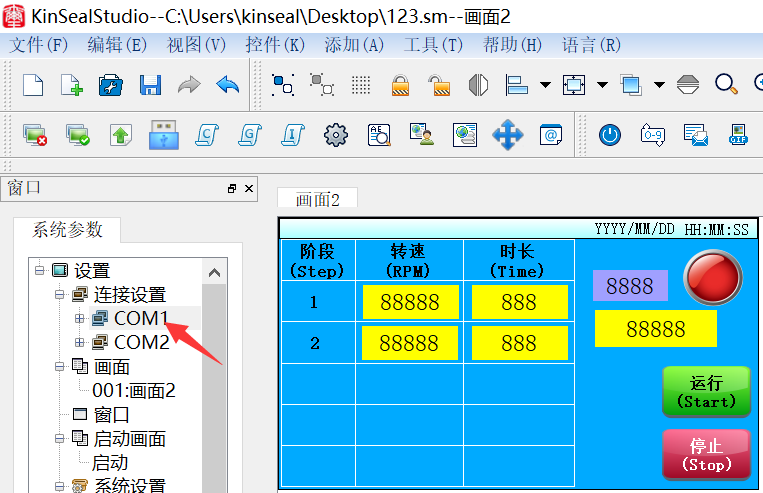 KinSealStudio--C:\Users\kinseal\Desktop\123.sm--画面2
文件(F) 编辑(E) 视图(V) 控件(K) 添加(A) 工具(T) 帮助(H) 语言(R)
C G I AB 0-9 GIF
窗口
画面2
系统参数
设置
连接设置
COM1
COM2
画面
001:画面2
窗口
启动画面
启动
系统设置
YYYY/MM/DD HH:MM:SS
阶段 转速 时长
(Step) (RPM) (Time)
1 88888 888
2 88888 888
8888
88888
运行
(Start)
停止
(Stop)